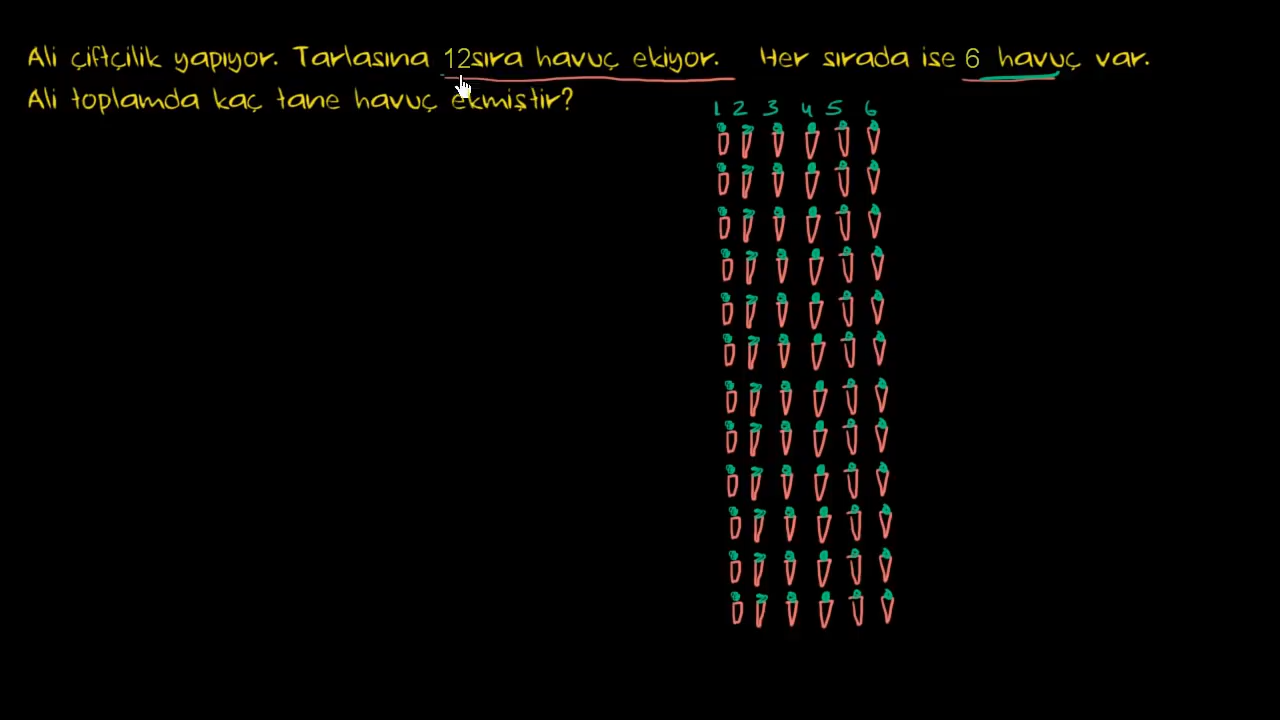 Ali çiftçilik yapıyor. Tarlasına 12sıra havuç ekiyor. Her sırada ise 6 havuç var.
Ali toplamda kaç tane havuç ekmiştir?
1 2 3 4 5 6